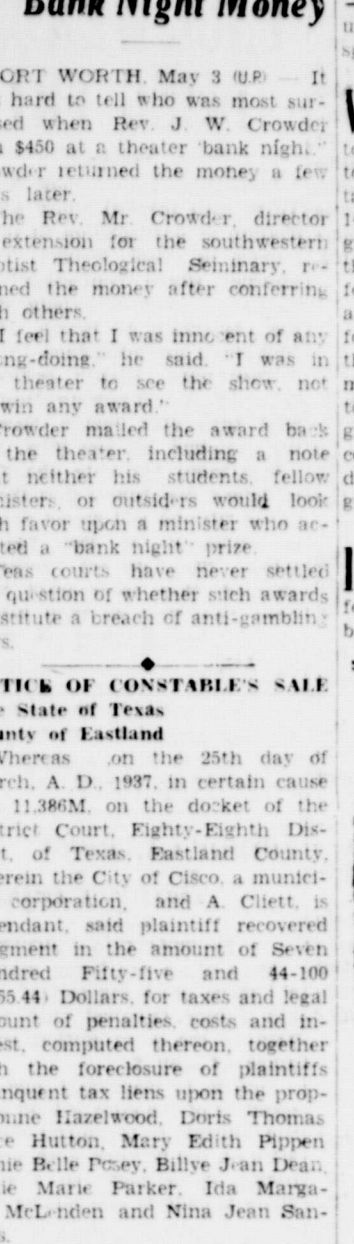 Bank Night Money
ORT WORTH, May 3 (U.P.) — It
hard to tell who was most sur-
ed when Rev. J. W. Crowder
$450 at a theater "bank night."
wder returned the money a few
s later.
he Rev. Mr. Crowder, director
extension for the southwestern
tist Theological Seminary, re-
ned the money after conferring
h others.
I feel that I was innocent of any
ng-doing," he said. "I was in
theater to see the show, not
win any award."
rowder mailed the award back
the theater, including a note
t neither his students, fellow
isters, or outsiders would look
h favor upon a minister who ac-
ted a "bank night" prize.
eas courts have never settled
question of whether such awards
stitute a breach of anti-gambling
s.
TICE OF CONSTABLE'S SALE
State of Texas
unty of Eastland
Whereas ,on the 25th day of
rch, A. D., 1937, in certain cause
11,386M, on the docket of the
trict Court, Eighty-Eighth Dis-
t, of Texas, Eastland County,
erein the City of Cisco, a munici-
corporation, and A. Cliett, is
endant, said plaintiff recovered
gment in the amount of Seven
ndred Fifty-five and 44-100
55.44) Dollars, for taxes and legal
ount of penalties, costs and in-
est, computed thereon, together
h the foreclosure of plaintiffs
nquent tax liens upon the prop-
Hazelwood, Doris Thomas
e Hutton, Mary Edith Pippen
nie Belle Posey, Billye Jean Dean,
ie Marie Parker, Ida Marga-
McLenden and Nina Jean San-
s.